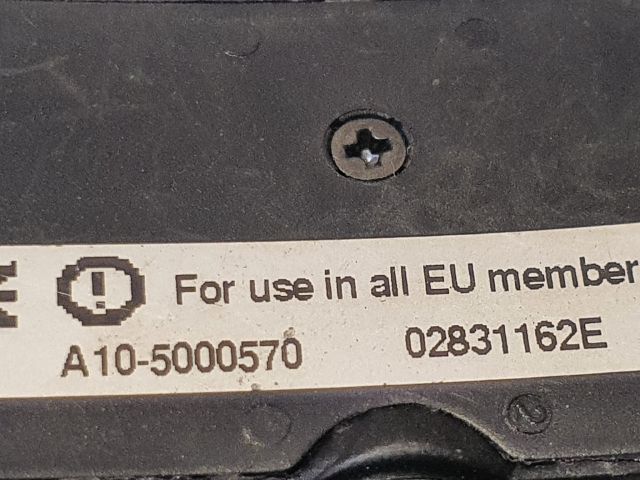 For use in all EU member
A10-5000570 02831162E